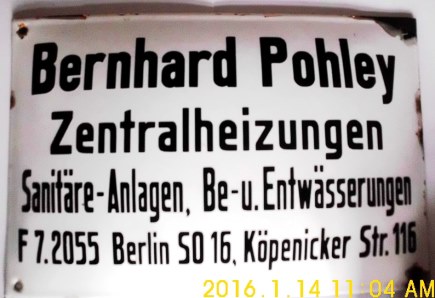 Bernhard Pohley
Zentralheizungen
Sanitäre-Anlagen, Be-u. Entwässerungen
F 7.2055 Berlin SO 16, Köpenicker Str. 116
2016. 1. 14 11:04 AM